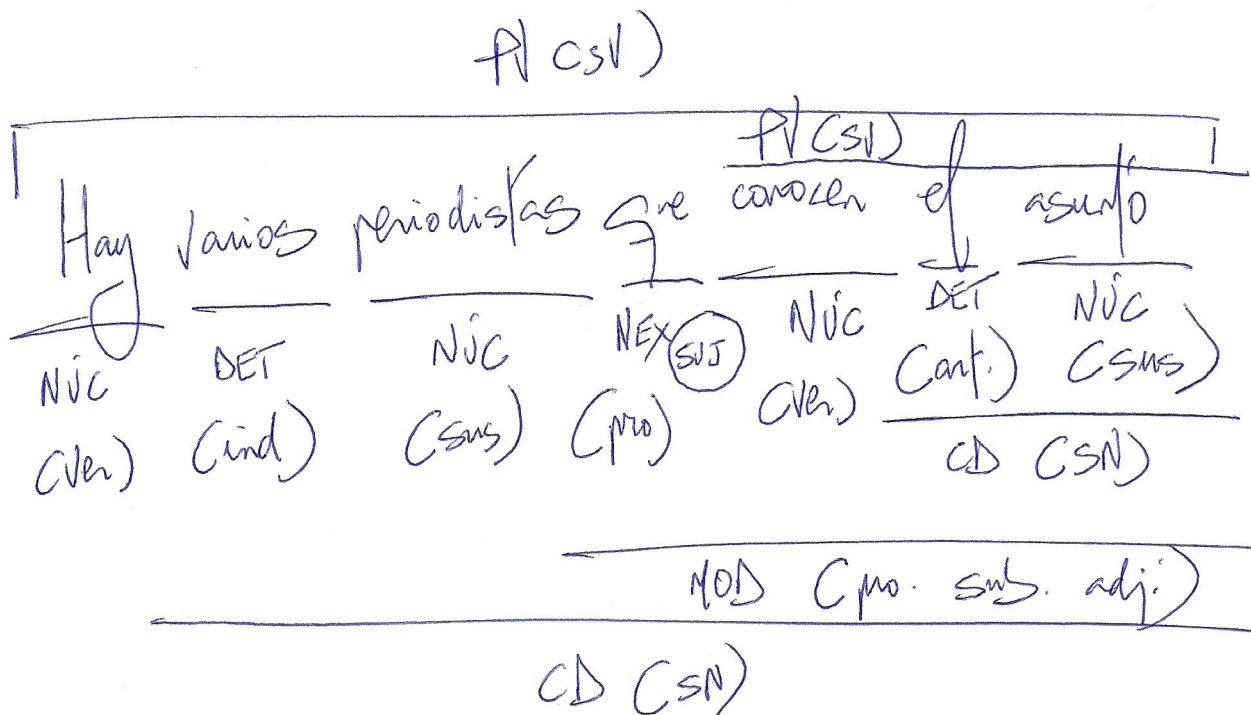 PV (SV)
PV (SV)
Hay varios periodistas que conocen el asunto
NÚC DET NÚC NEX SUJ NÚC DET NÚC
(Ver) (ind) (sus) (pro) (Ver) (art.) (sus)
CD (SN)
MOD (pro. sub. adj.)
CD (SN)